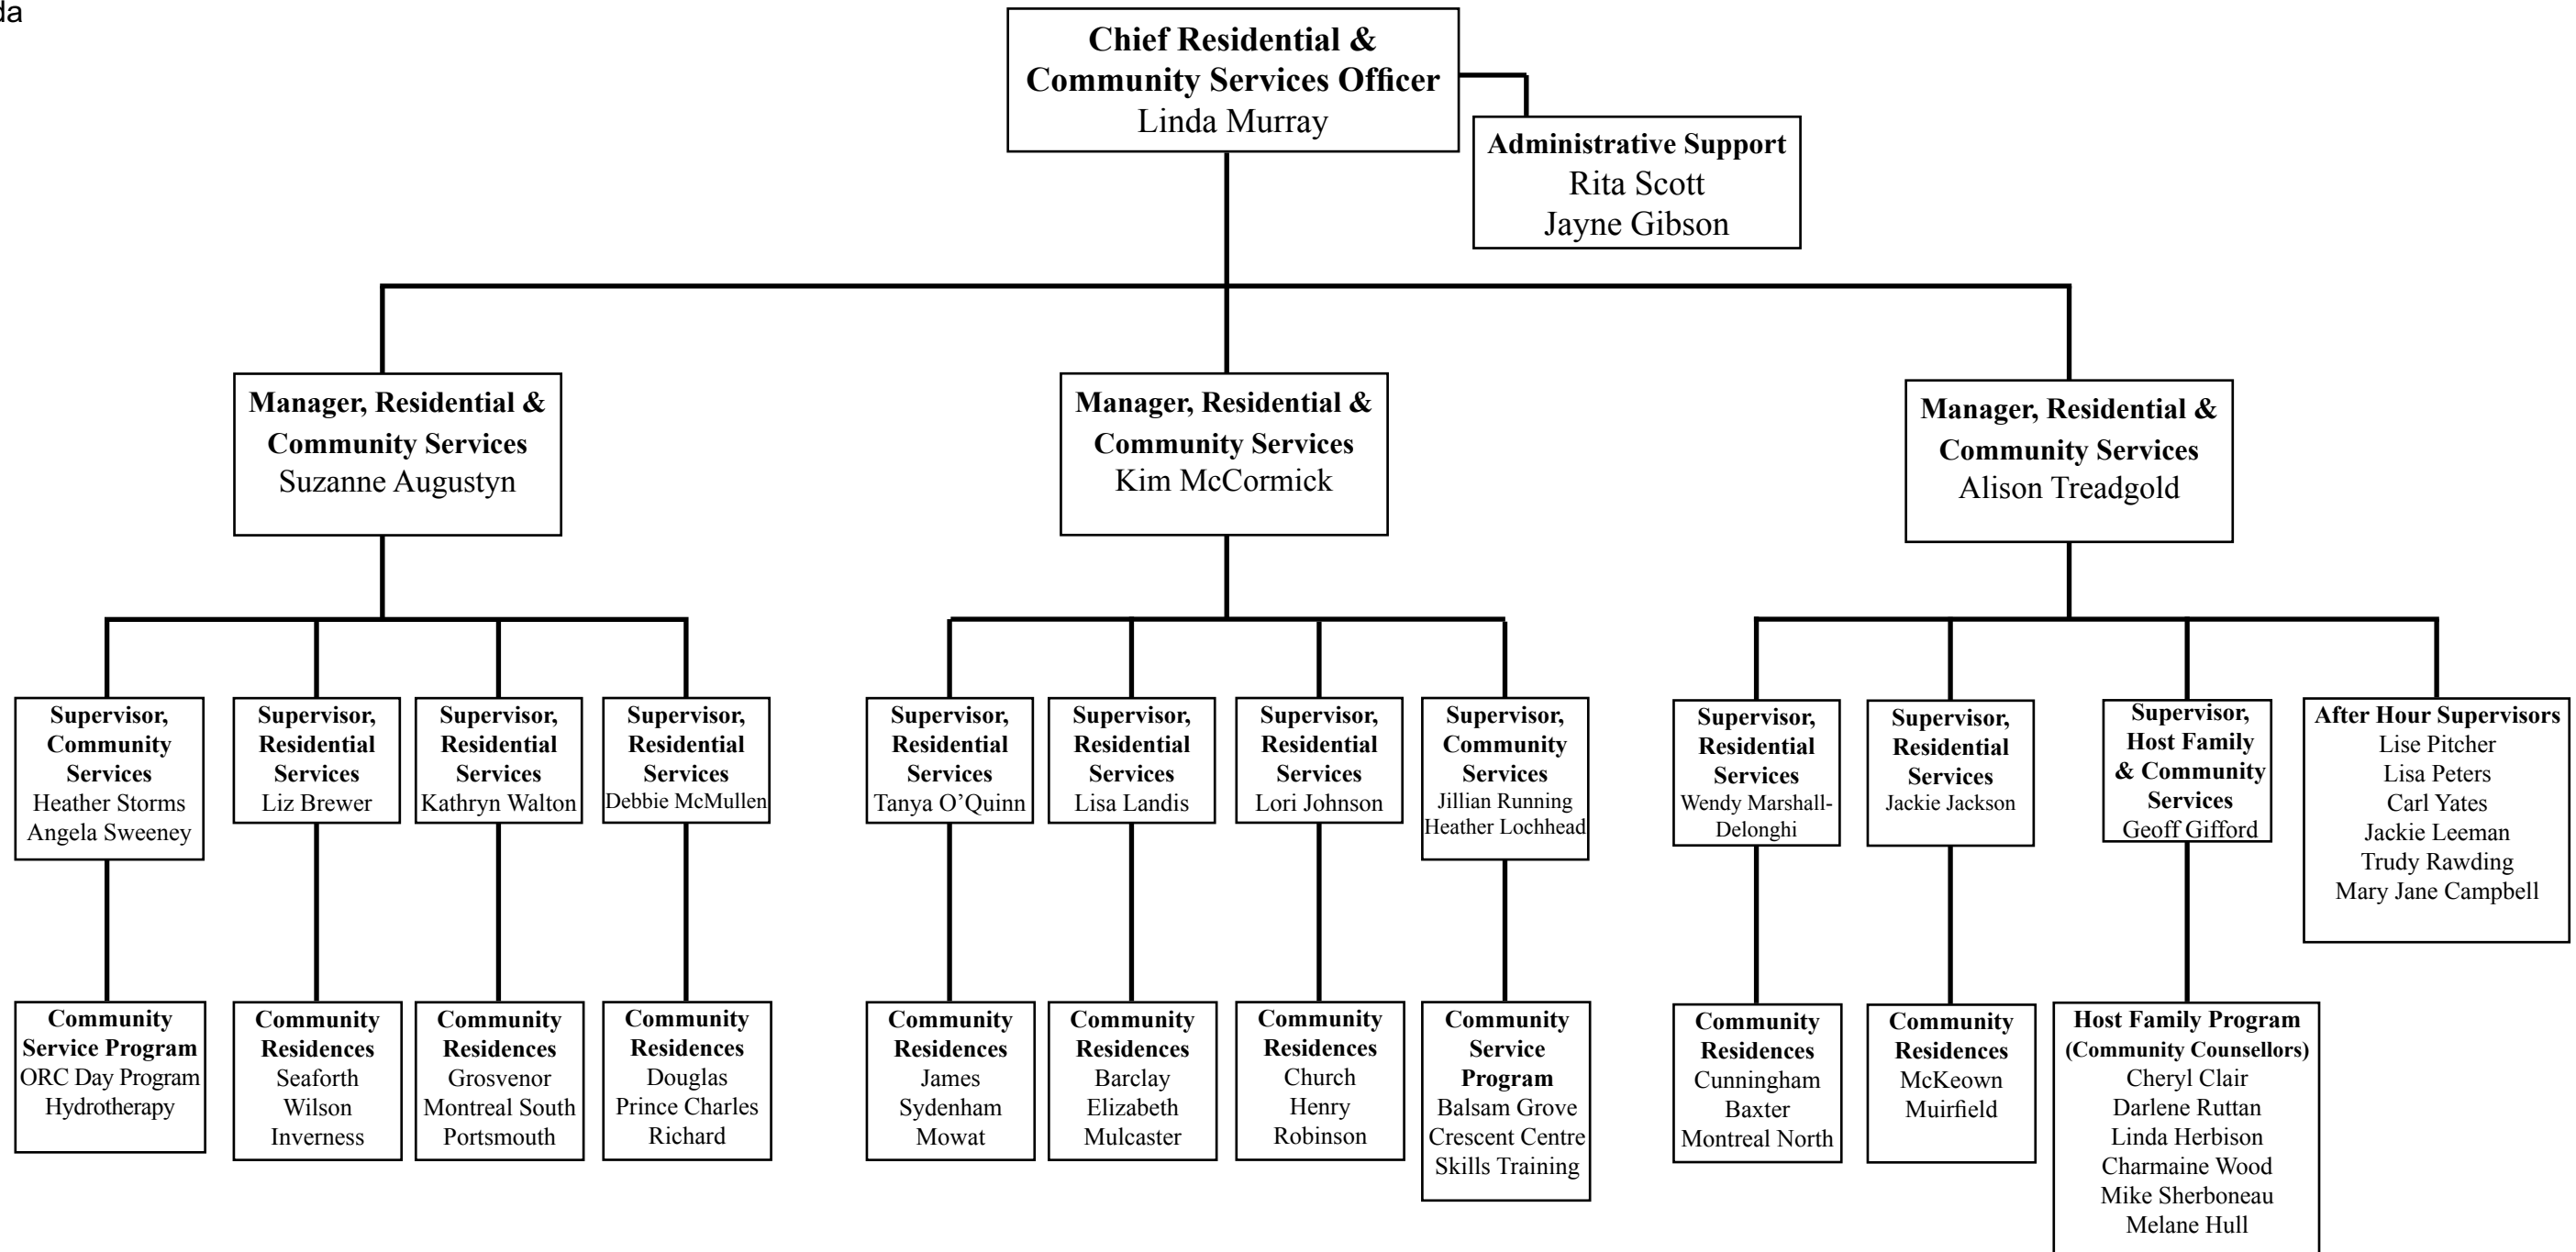 da
Chief Residential &
Community Services Officer
Linda Murray
Administrative Support
Rita Scott
Jayne Gibson
Manager, Residential &
Community Services
Suzanne Augustyn
Manager, Residential &
Community Services
Kim McCormick
Manager, Residential &
Community Services
Alison Treadgold
Supervisor,
Community
Services
Heather Storms
Angela Sweeney
Supervisor,
Residential
Services
Liz Brewer
Supervisor,
Residential
Services
Kathryn Walton
Supervisor,
Residential
Services
Debbie McMullen
Supervisor,
Residential
Services
Tanya O’Quinn
Supervisor,
Residential
Services
Lisa Landis
Supervisor,
Residential
Services
Lori Johnson
Supervisor,
Community
Services
Jillian Running
Heather Lochhead
Supervisor,
Residential
Services
Wendy Marshall-
Delonghi
Supervisor,
Residential
Services
Jackie Jackson
Supervisor,
Host Family
& Community
Services
Geoff Gifford
After Hour Supervisors
Lise Pitcher
Lisa Peters
Carl Yates
Jackie Leeman
Trudy Rawding
Mary Jane Campbell
Community
Service Program
ORC Day Program
Hydrotherapy
Community
Residences
Seaforth
Wilson
Inverness
Community
Residences
Grosvenor
Montreal South
Portsmouth
Community
Residences
Douglas
Prince Charles
Richard
Community
Residences
James
Sydenham
Mowat
Community
Residences
Barclay
Elizabeth
Mulcaster
Community
Residences
Church
Henry
Robinson
Community
Service
Program
Balsam Grove
Crescent Centre
Skills Training
Community
Residences
Cunningham
Baxter
Montreal North
Community
Residences
McKeown
Muirfield
Host Family Program
(Community Counsellors)
Cheryl Clair
Darlene Ruttan
Linda Herbison
Charmaine Wood
Mike Sherboneau
Melane Hull